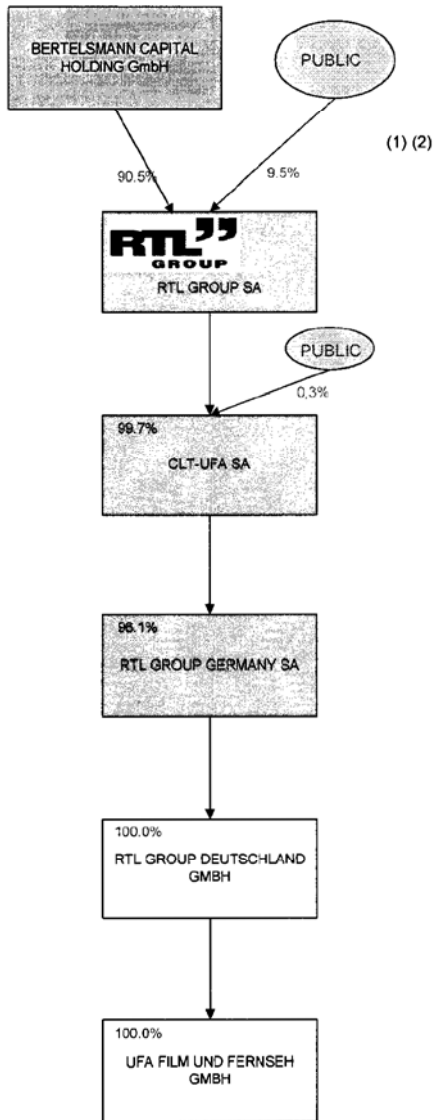 BERTELSMANN CAPITAL
HOLDING GmbH
PUBLIC
(1) (2)
90.5%
9.5%
RTL"
GROUP
RTL GROUP SA
PUBLIC
0,3%
99.7%
CLT-UFA SA
96.1%
RTL GROUP GERMANY SA
100.0%
RTL GROUP DEUTSCHLAND
GMBH
100.0%
UFA FILM UND FERNSEH
GMBH